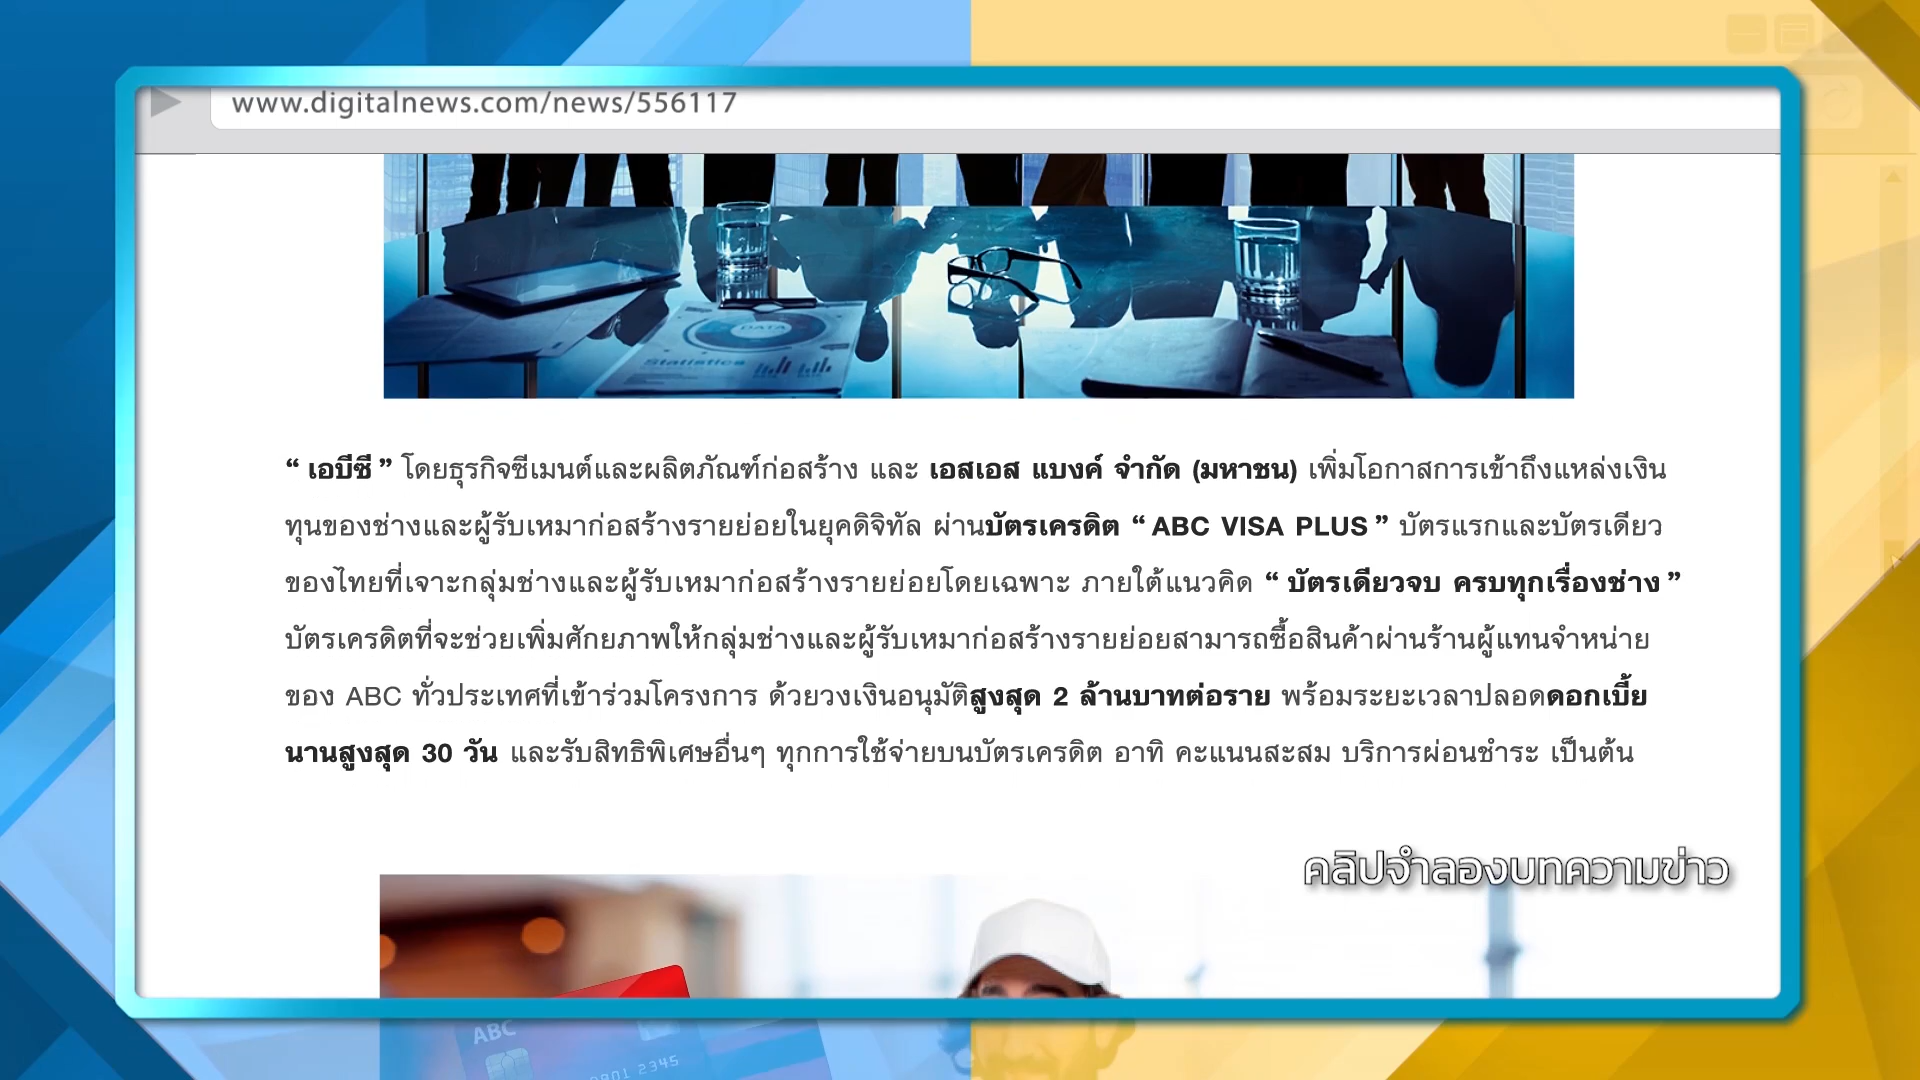 www.digitalnews.com/news/556117
DATA
Statistics
“ เอบีซี ” โดยธุรกิจซีเมนต์และผลิตภัณฑ์ก่อสร้าง และ เอสเอส แบงค์ จำกัด (มหาชน) เพิ่มโอกาสการเข้าถึงแหล่งเงิน
ทุนของช่างและผู้รับเหมาก่อสร้างรายย่อยในยุคดิจิทัล ผ่านบัตรเครดิต “ ABC VISA PLUS ” บัตรแรกและบัตรเดียว
ของไทยที่เจาะกลุ่มช่างและผู้รับเหมาก่อสร้างรายย่อยโดยเฉพาะ ภายใต้แนวคิด “ บัตรเดียวจบ ครบทุกเรื่องช่าง ”
บัตรเครดิตที่จะช่วยเพิ่มศักยภาพให้กลุ่มช่างและผู้รับเหมาก่อสร้างรายย่อยสามารถซื้อสินค้าผ่านร้านผู้แทนจำหน่าย
ของ ABC ทั่วประเทศที่เข้าร่วมโครงการ ด้วยวงเงินอนุมัติสูงสุด 2 ล้านบาทต่อราย พร้อมระยะเวลาปลอดดอกเบี้ย
นานสูงสุด 30 วัน และรับสิทธิพิเศษอื่นๆ ทุกการใช้จ่ายบนบัตรเครดิต อาทิ คะแนนสะสม บริการผ่อนชำระ เป็นต้น
คลิปจำลองบทความข่าว
ABC
0801 2345